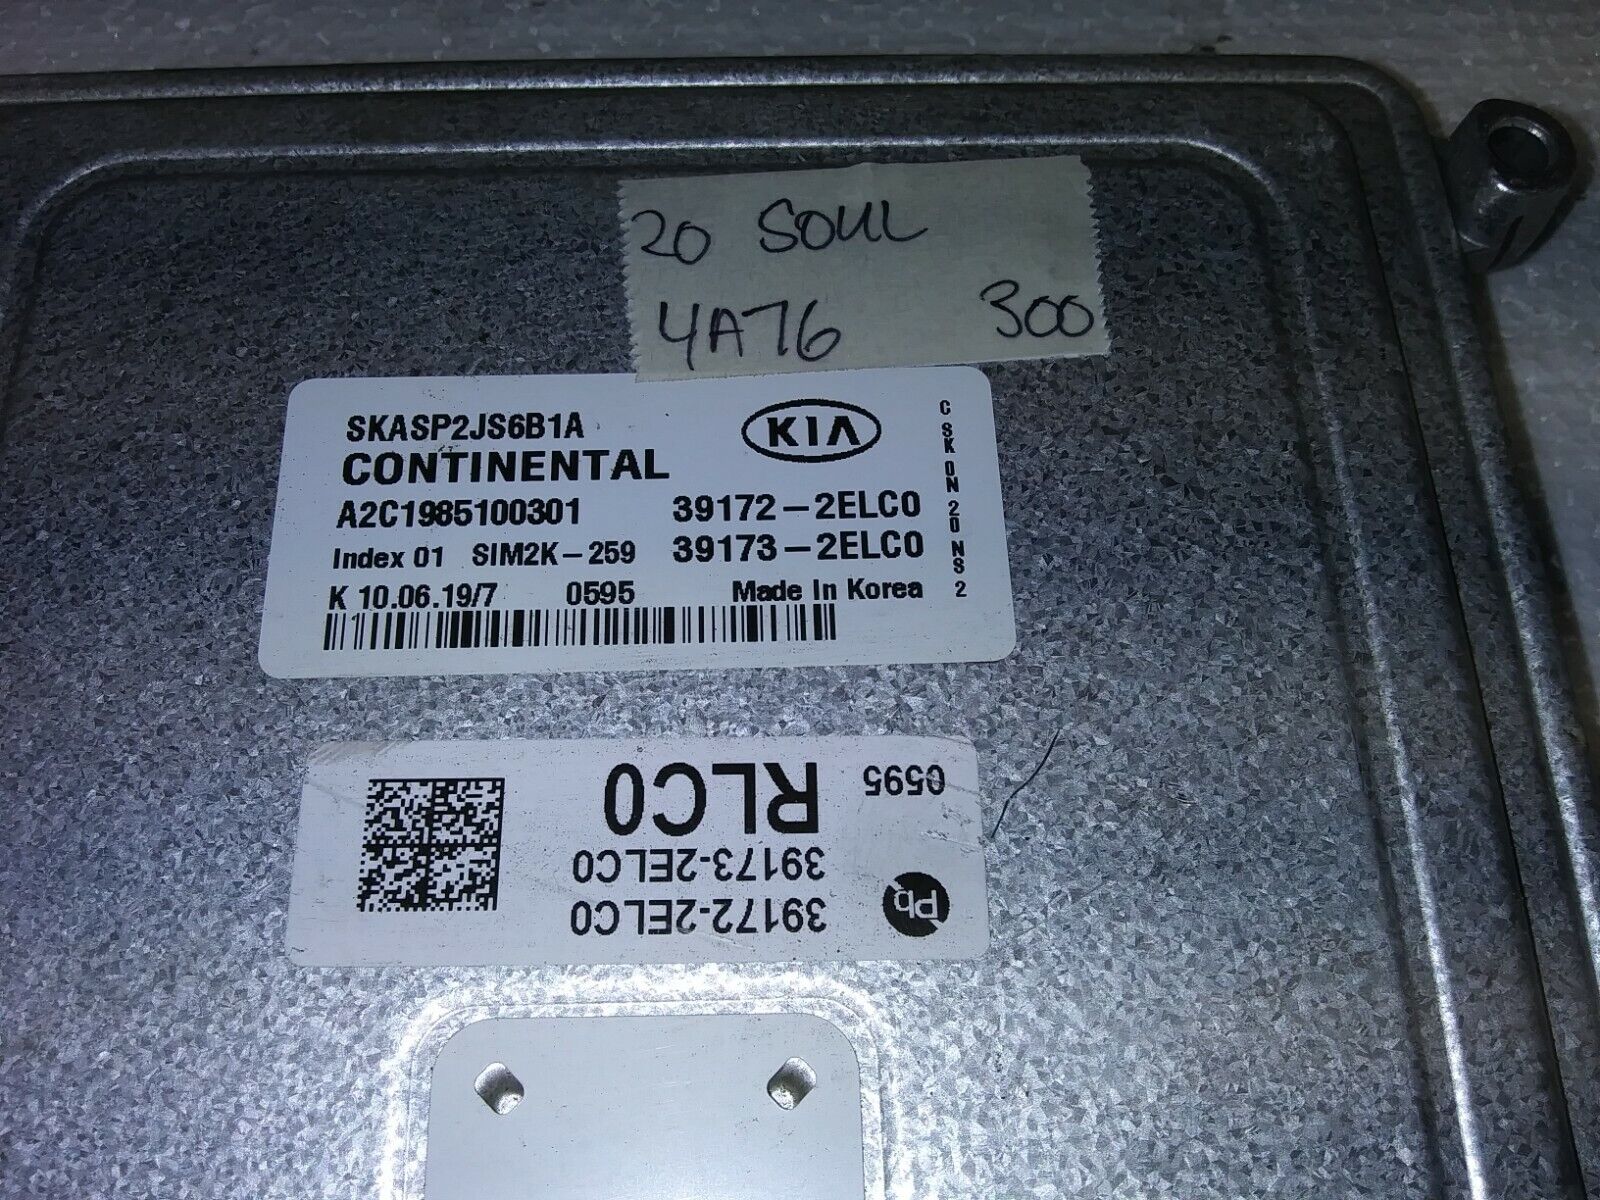 20 SOUL
4A76 300
SKASP2JS6B1A
KIA
CONTINENTAL
A2C1985100301 39172-2ELC0
Index 01 SIM2K-259 39173-2ELC0
K 10.06.19/7 0595 Made In Korea
C SK ON 20 NS 2
39172-2ELC0
39173-2ELC0
RLC0
0595
Pb